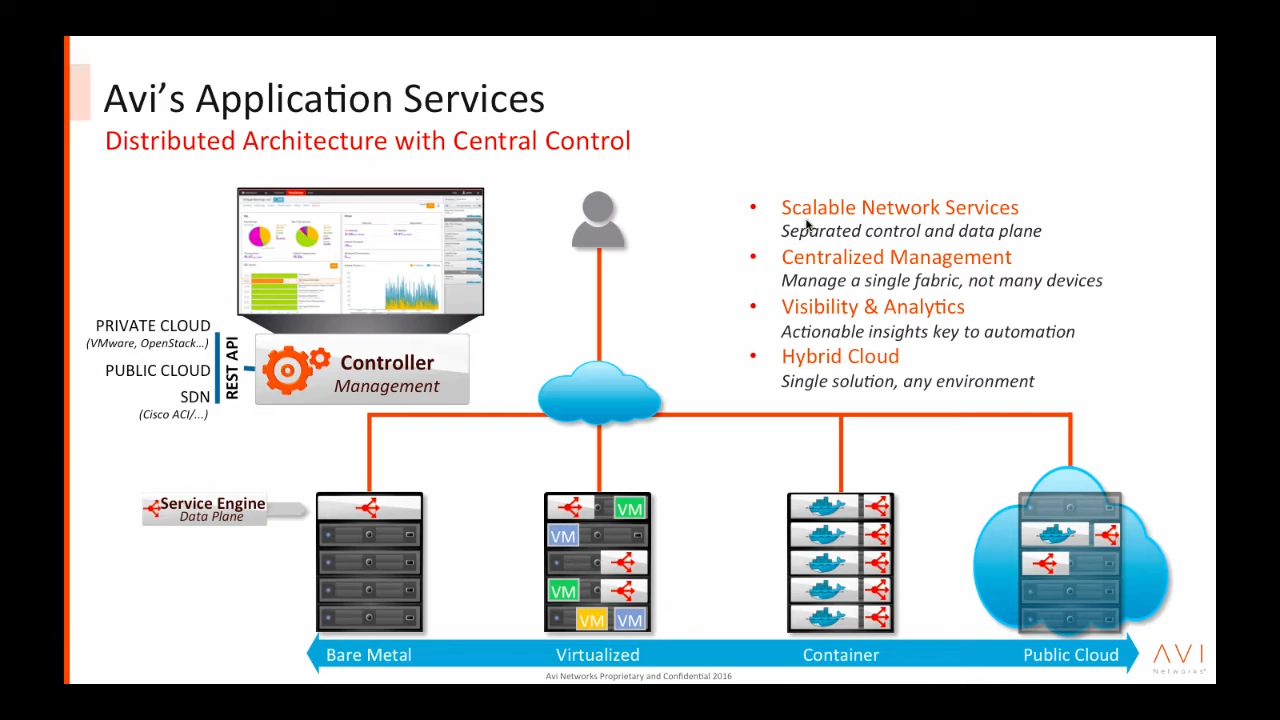 Avi's Application Services
Distributed Architecture with Central Control
• Scalable Network Services
Separated control and data plane
• Centralized Management
Manage a single fabric, not many devices
• Visibility & Analytics
Actionable insights key to automation
• Hybrid Cloud
Single solution, any environment
PRIVATE CLOUD
(VMware, OpenStack...)
PUBLIC CLOUD
SDN
(Cisco ACI/...)
REST API
Controller
Management
Service Engine
Data Plane
VM
VM
VM
VM
VM
Bare Metal
Virtualized
Container
Public Cloud
AVI
Networks
Avi Networks Proprietary and Confidential 2016